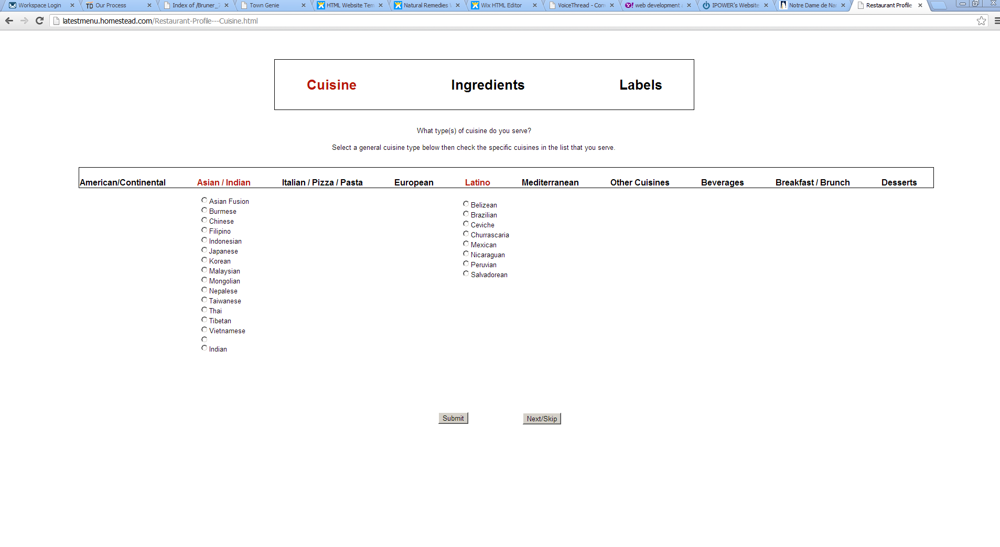 Workspace Login
Our Process
Index of /Bruner_
Town Genie
HTML Website Tem
Natural Remedies
Wix HTML Editor
VoiceThread - Con
web development
IPOWER's Website
Notre Dame de Na
Restaurant Profile
latestmenu.homestead.com/Restaurant-Profile---Cuisine.html
Cuisine Ingredients Labels
What type(s) of cuisine do you serve?
Select a general cuisine type below then check the specific cuisines in the list that you serve.
American/Continental Asian / Indian Italian / Pizza / Pasta European Latino Mediterranean Other Cuisines Beverages Breakfast / Brunch Desserts
Asian Fusion
Burmese
Chinese
Filipino
Indonesian
Japanese
Korean
Malaysian
Mongolian
Nepalese
Taiwanese
Thai
Tibetan
Vietnamese
Indian
Belizean
Brazilian
Ceviche
Churrascaria
Mexican
Nicaraguan
Peruvian
Salvadorean
Submit Next/Skip